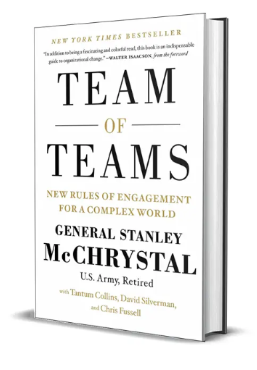 NEW YORK TIMES BESTSELLER
"In addition to being a fascinating and colorful read, this book is an indispensable
guide to organizational change." —WALTER ISAACSON, from the foreword
TEAM
OF
TEAMS
NEW RULES OF ENGAGEMENT
FOR A COMPLEX WORLD
GENERAL STANLEY
McCHRYSTAL
U.S. Army, Retired
with Tantum Collins, David Silverman,
and Chris Fussell